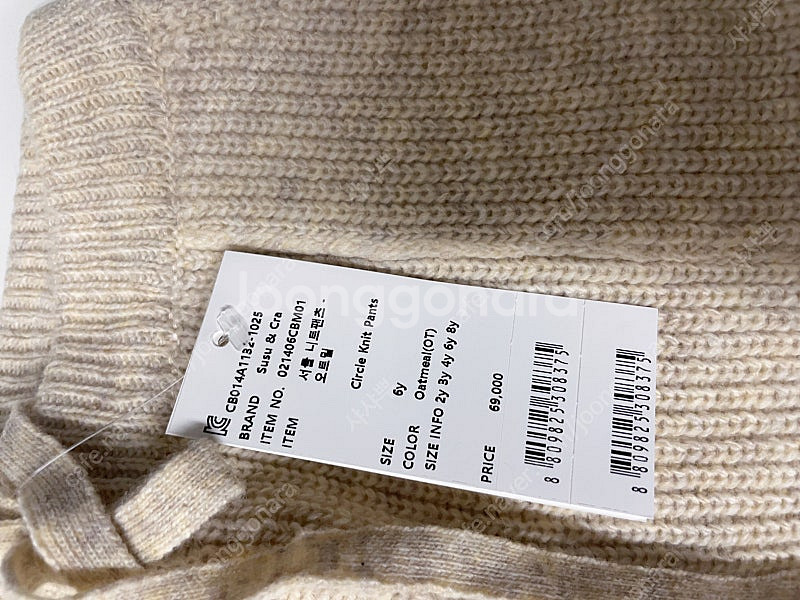 CB014A1132-1025
BRAND Susu & Cra
ITEM NO. 021406CBM01
ITEM 서클 니트팬츠 -
오트밀
Circle Knit Pants
SIZE 6y
COLOR Oatmeal(OT)
SIZE INFO 2y 3y 4y 6y 8y
PRICE 69,000
8 809825 308375
8 809825 308375
Joonggonara